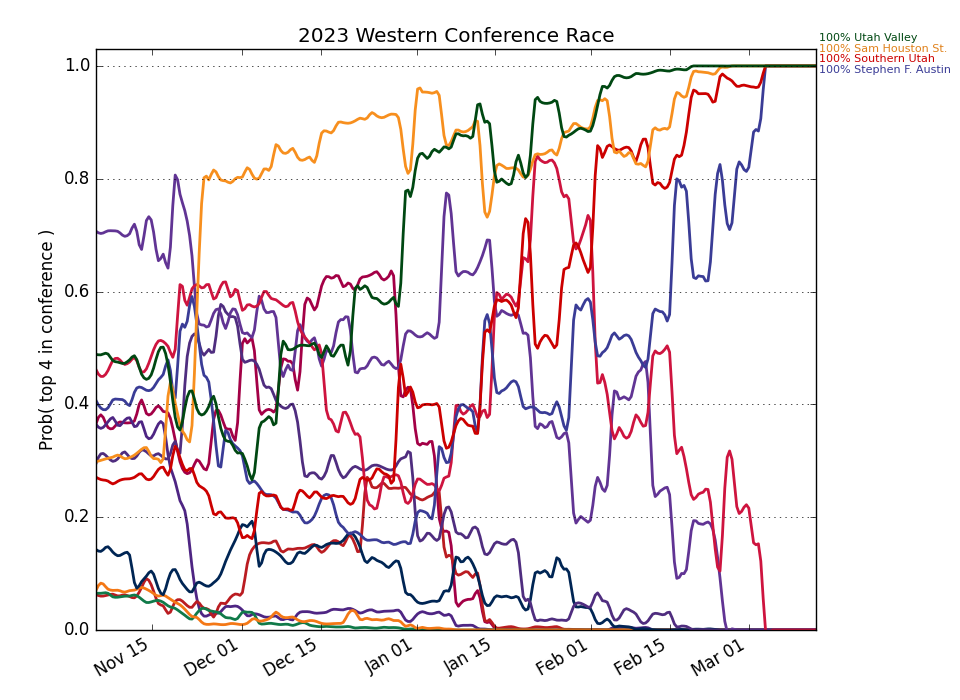 2023 Western Conference Race
100% Utah Valley
100% Sam Houston St.
100% Southern Utah
100% Stephen F. Austin
Prob( top 4 in conference )
1.0
0.8
0.6
0.4
0.2
0.0
Nov 15
Dec 01
Dec 15
Jan 01
Jan 15
Feb 01
Feb 15
Mar 01